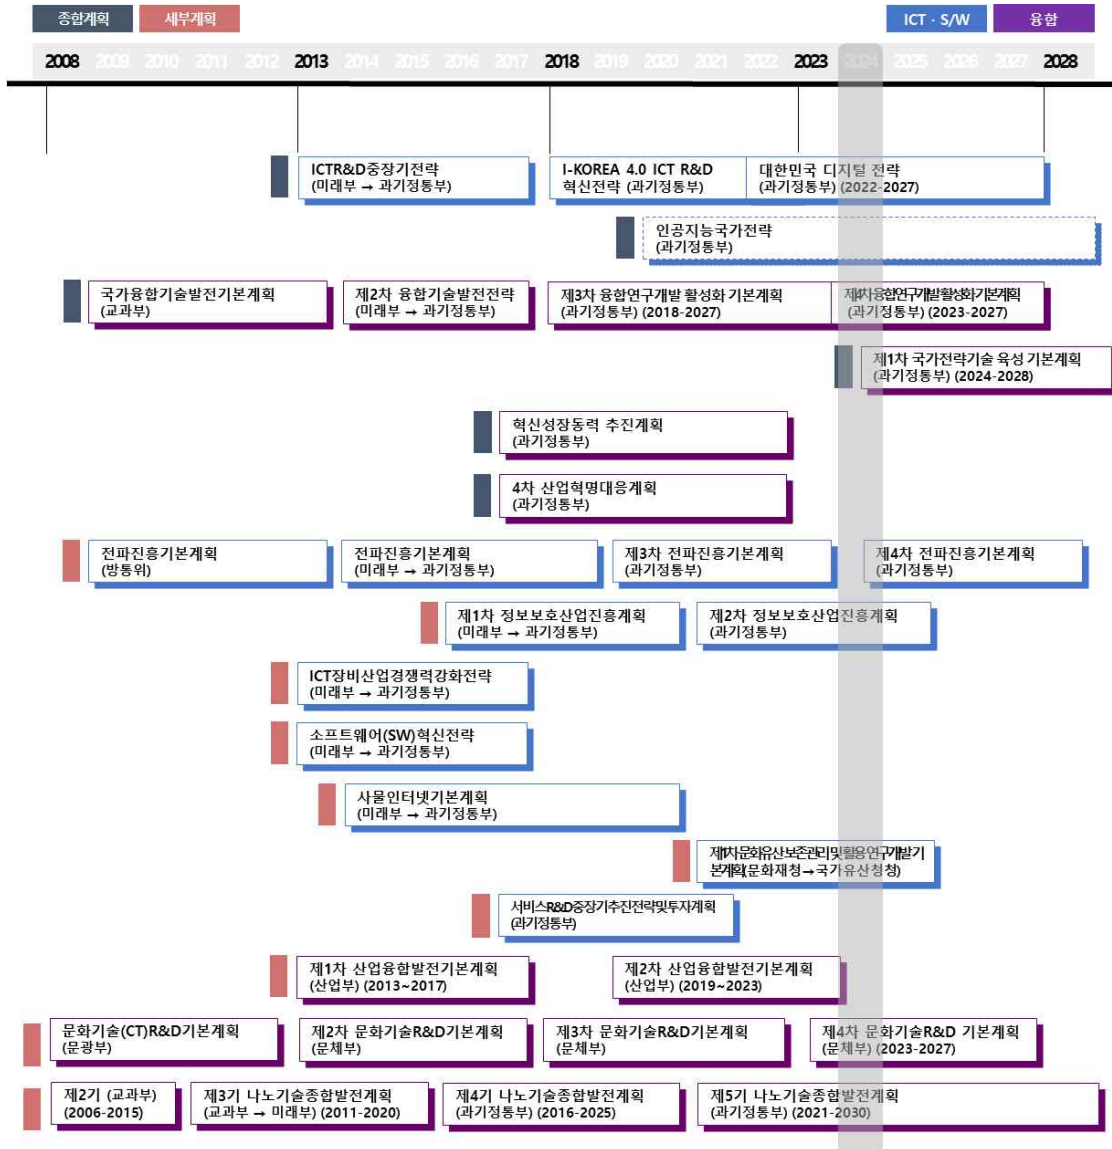 종합계획 세부계획 ICT · S/W 융합
2008 2009 2010 2011 2012 2013 2014 2015 2016 2017 2018 2019 2020 2021 2022 2023 2024 2025 2026 2027 2028
ICTR&D중장기전략
(미래부 → 과기정통부)
I-KOREA 4.0 ICT R&D
혁신전략 (과기정통부)
대한민국 디지털 전략
(과기정통부) (2022-2027)
인공지능국가전략
(과기정통부)
국가융합기술발전기본계획
(교과부)
제2차 융합기술발전전략
(미래부 → 과기정통부)
제3차 융합연구개발 활성화 기본계획
(과기정통부) (2018-2027)
제4차융합연구개발활성화기본계획
(과기정통부) (2023-2027)
제1차 국가전략기술 육성 기본계획
(과기정통부) (2024-2028)
혁신성장동력 추진계획
(과기정통부)
4차 산업혁명대응계획
(과기정통부)
전파진흥기본계획
(방통위)
전파진흥기본계획
(미래부 → 과기정통부)
제3차 전파진흥기본계획
(과기정통부)
제4차 전파진흥기본계획
(과기정통부)
제1차 정보보호산업진흥계획
(미래부 → 과기정통부)
제2차 정보보호산업진흥계획
(과기정통부)
ICT장비산업경쟁력강화전략
(미래부 → 과기정통부)
소프트웨어(SW)혁신전략
(미래부 → 과기정통부)
사물인터넷기본계획
(미래부 → 과기정통부)
제1차문화유산보존관리및활용연구개발기
본계획(문화재청→국가유산청청)
서비스R&D중장기추진전략및투자계획
(과기정통부)
제1차 산업융합발전기본계획
(산업부) (2013~2017)
제2차 산업융합발전기본계획
(산업부) (2019~2023)
문화기술(CT)R&D기본계획
(문광부)
제2차 문화기술R&D기본계획
(문체부)
제3차 문화기술R&D기본계획
(문체부)
제4차 문화기술R&D 기본계획
(문체부) (2023-2027)
제2기 (교과부)
(2006-2015)
제3기 나노기술종합발전계획
(교과부 → 미래부) (2011-2020)
제4기 나노기술종합발전계획
(과기정통부) (2016-2025)
제5기 나노기술종합발전계획
(과기정통부) (2021-2030)